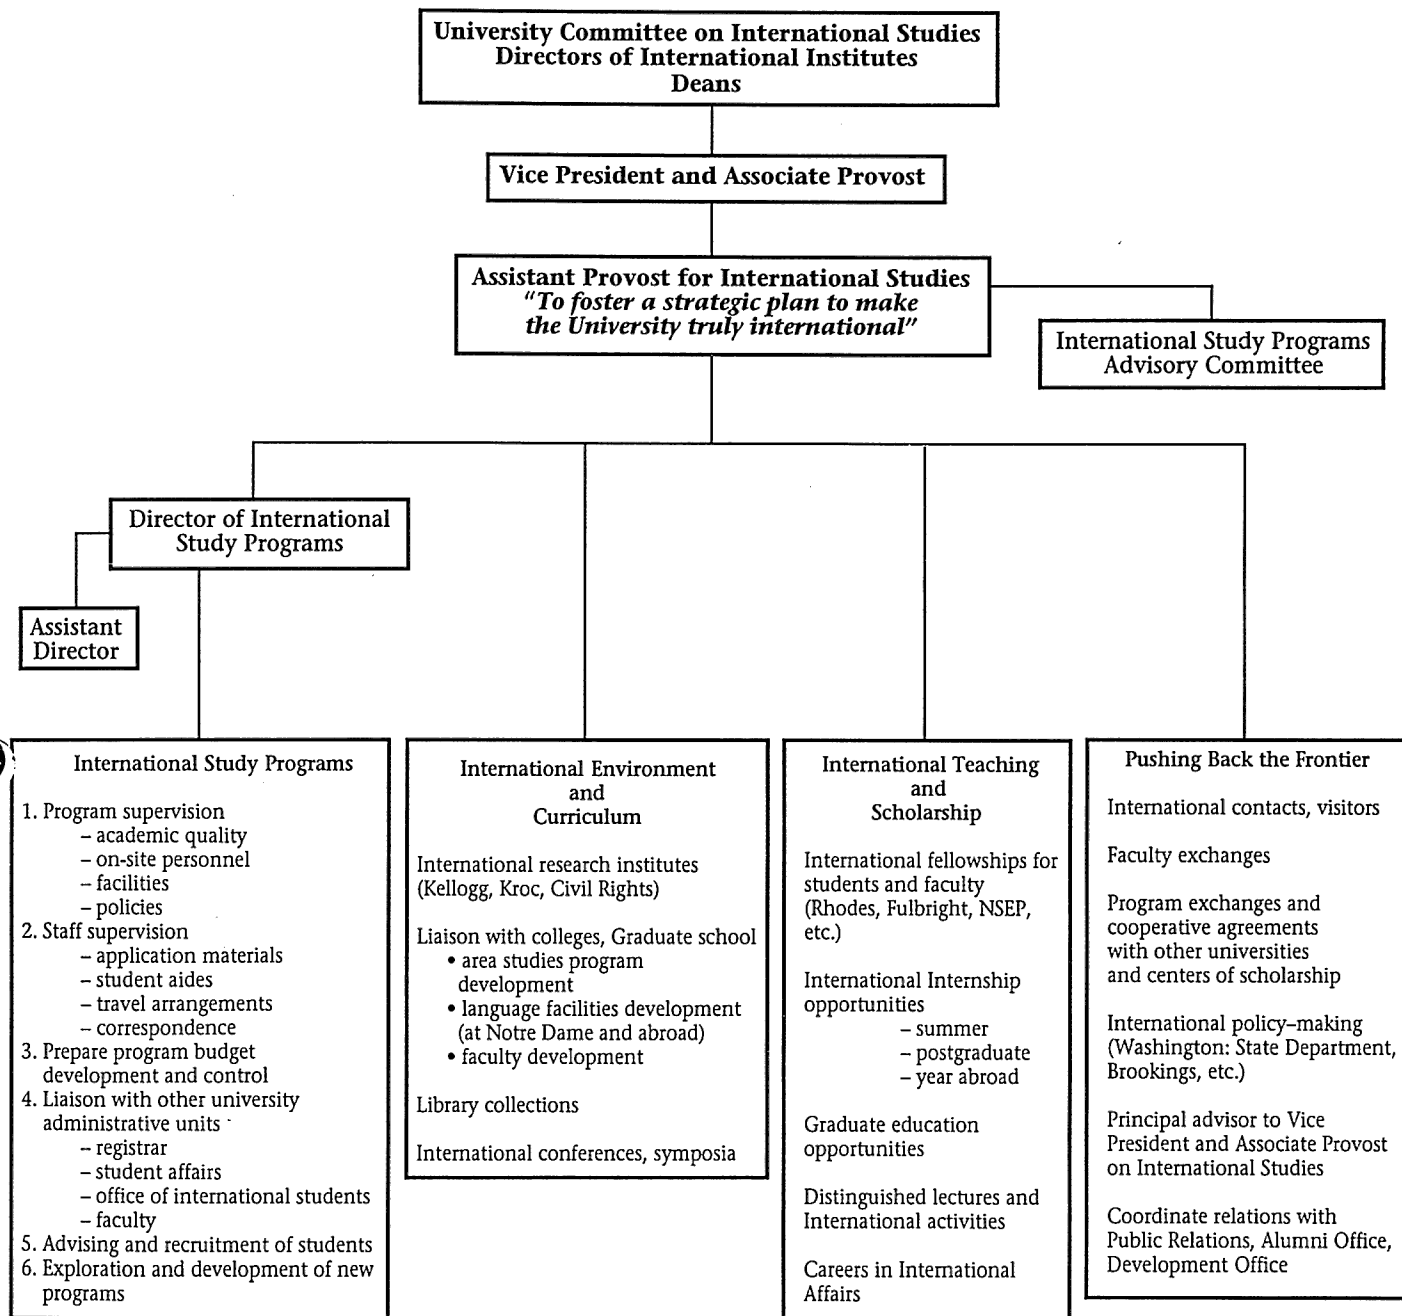 University Committee on International Studies
Directors of International Institutes
Deans
Vice President and Associate Provost
Assistant Provost for International Studies
"To foster a strategic plan to make
the University truly international"
International Study Programs
Advisory Committee
Director of International
Study Programs
Assistant
Director
International Study Programs
1. Program supervision
– academic quality
– on-site personnel
– facilities
– policies
2. Staff supervision
– application materials
– student aides
– travel arrangements
– correspondence
3. Prepare program budget
development and control
4. Liaison with other university
administrative units
– registrar
– student affairs
– office of international students
– faculty
5. Advising and recruitment of students
6. Exploration and development of new
programs
International Environment
and
Curriculum
International research institutes
(Kellogg, Kroc, Civil Rights)
Liaison with colleges, Graduate school
• area studies program
development
• language facilities development
(at Notre Dame and abroad)
• faculty development
Library collections
International conferences, symposia
International Teaching
and
Scholarship
International fellowships for
students and faculty
(Rhodes, Fulbright, NSEP,
etc.)
International Internship
opportunities
– summer
– postgraduate
– year abroad
Graduate education
opportunities
Distinguished lectures and
International activities
Careers in International
Affairs
Pushing Back the Frontier
International contacts, visitors
Faculty exchanges
Program exchanges and
cooperative agreements
with other universities
and centers of scholarship
International policy–making
(Washington: State Department,
Brookings, etc.)
Principal advisor to Vice
President and Associate Provost
on International Studies
Coordinate relations with
Public Relations, Alumni Office,
Development Office